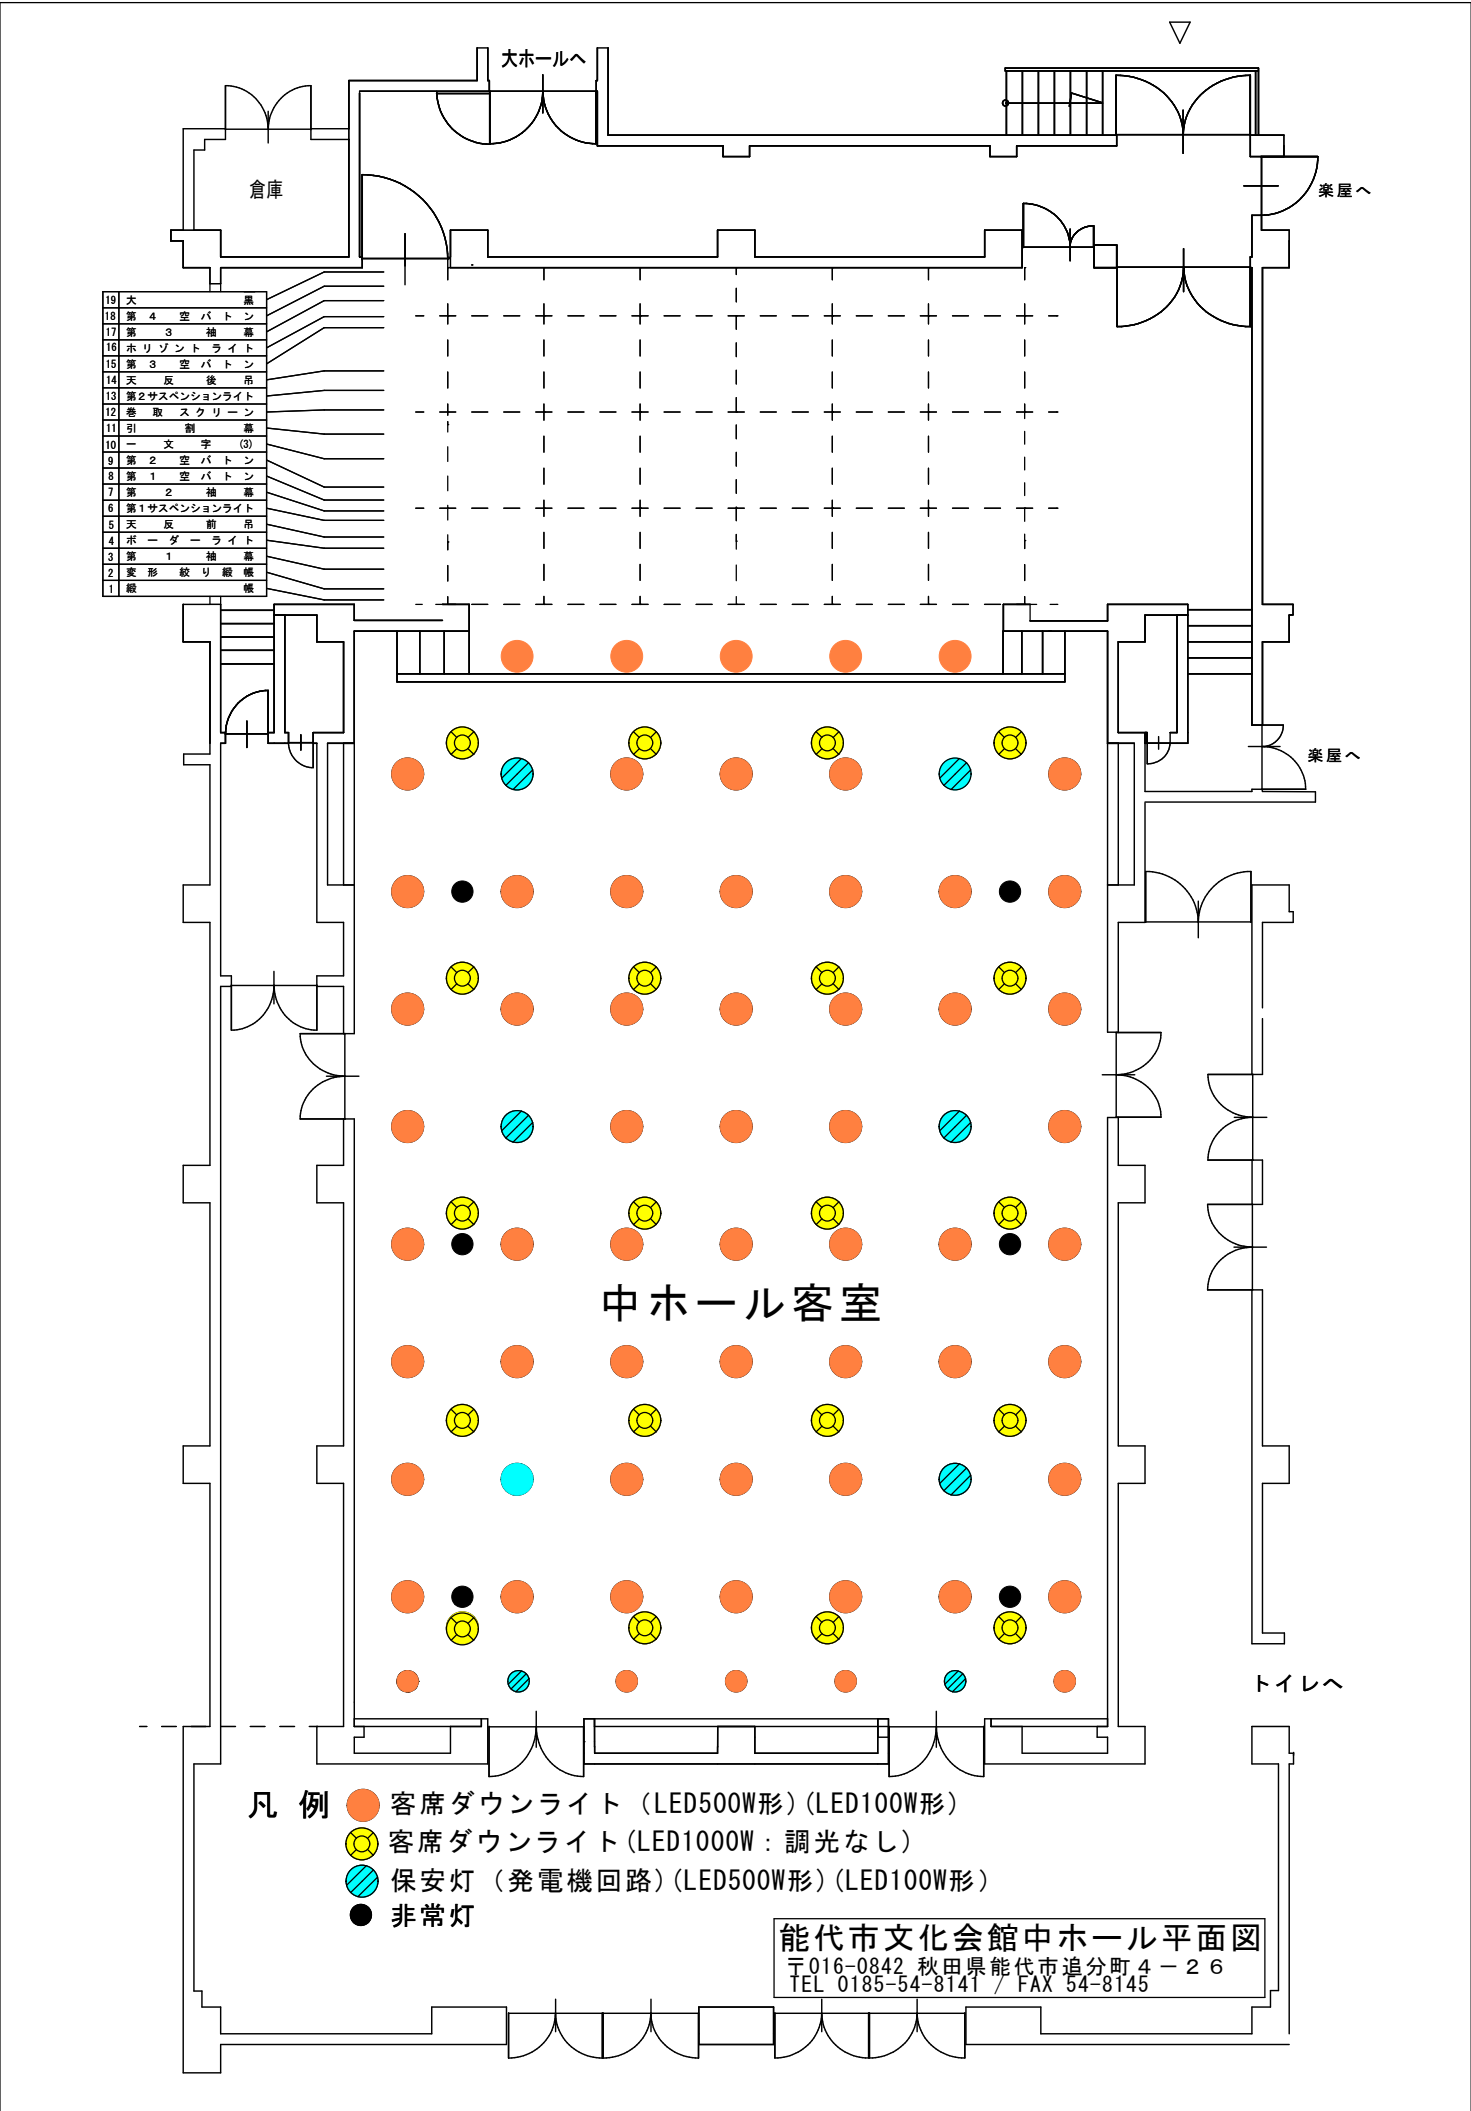 大ホールへ
倉庫
楽屋へ
19 大黒
18 第4空バトン
17 第3袖幕
16 ホリゾントライト
15 第3空バトン
14 天反後吊
13 第2サスペンションライト
12 巻取スクリーン
11 引割幕
10 一文字(3)
9 第2空バトン
8 第1空バトン
7 第2袖幕
6 第1サスペンションライト
5 天反前吊
4 ボーダーライト
3 第1袖幕
2 変形絞り緞帳
1 緞帳
楽屋へ
中ホール客室
トイレへ
凡例
客席ダウンライト（LED500W形)(LED100W形）
客席ダウンライト(LED1000W：調光なし）
保安灯（発電機回路)(LED500W形)(LED100W形）
非常灯
能代市文化会館中ホール平面図
〒016-0842 秋田県能代市追分町４－２６
TEL 0185-54-8141 / FAX 54-8145